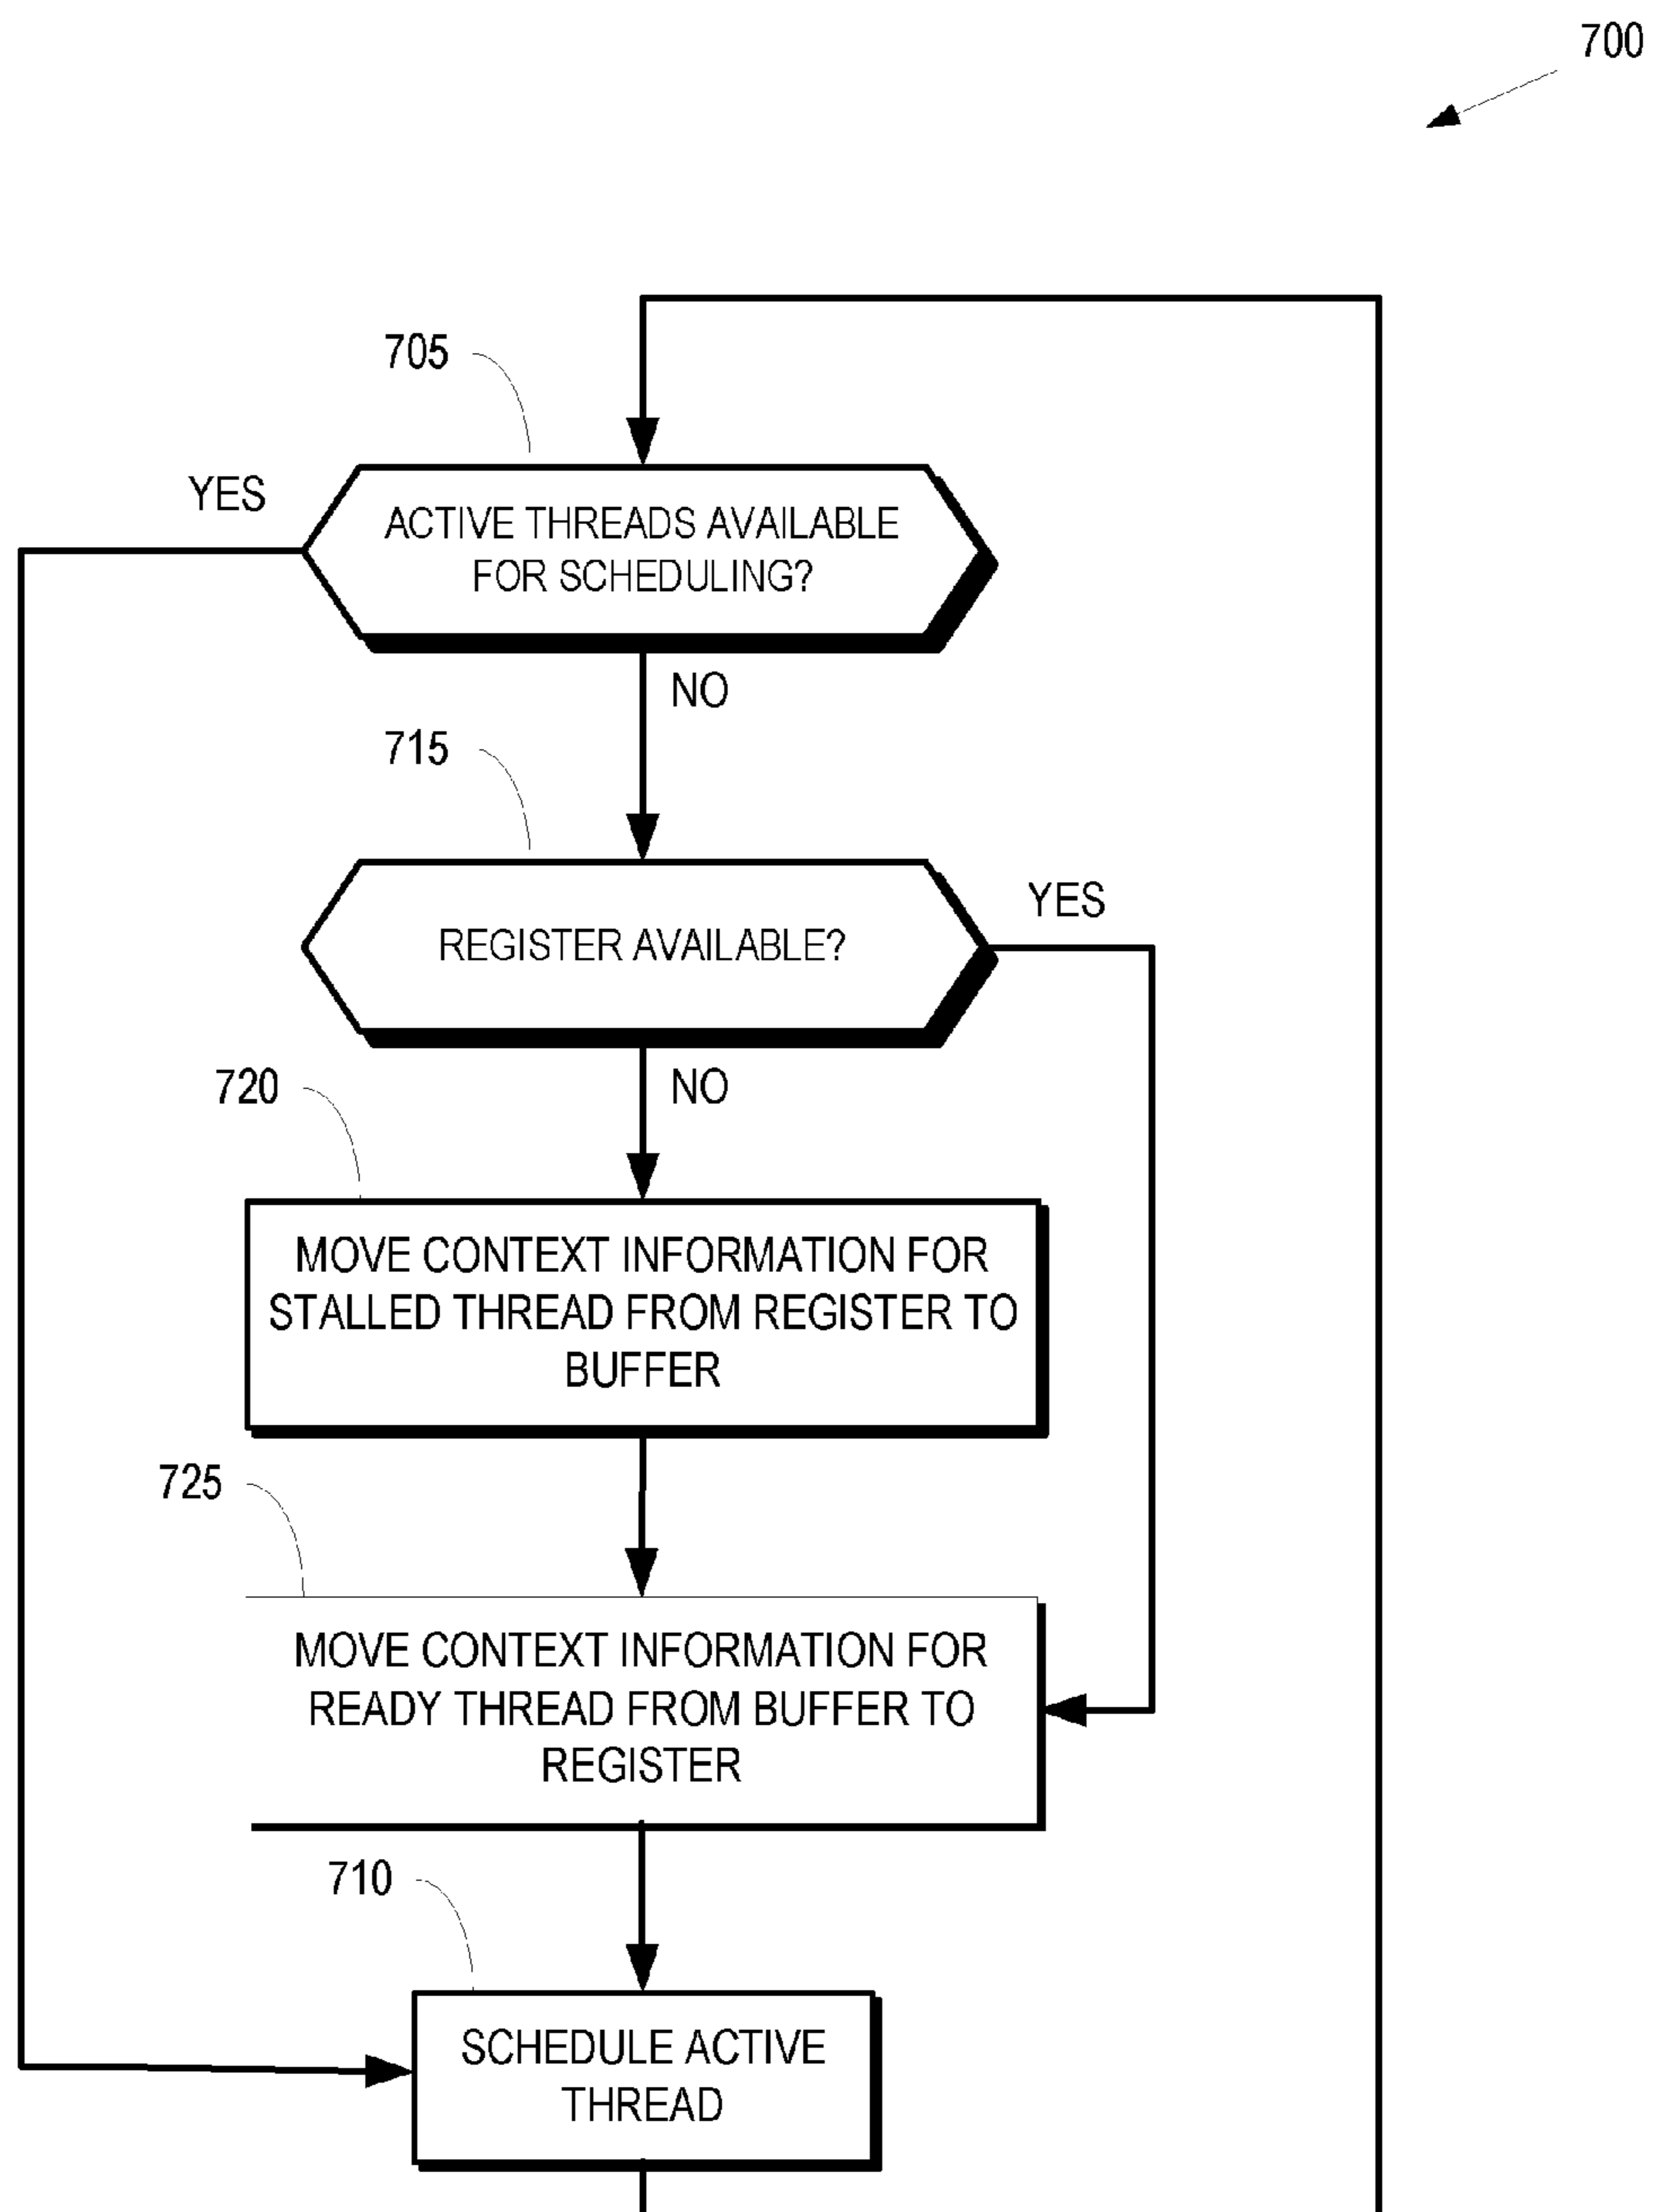 700
705
YES
ACTIVE THREADS AVAILABLE
FOR SCHEDULING?
NO
715
YES
REGISTER AVAILABLE?
NO
720
MOVE CONTEXT INFORMATION FOR
STALLED THREAD FROM REGISTER TO
BUFFER
725
MOVE CONTEXT INFORMATION FOR
READY THREAD FROM BUFFER TO
REGISTER
710
SCHEDULE ACTIVE
THREAD